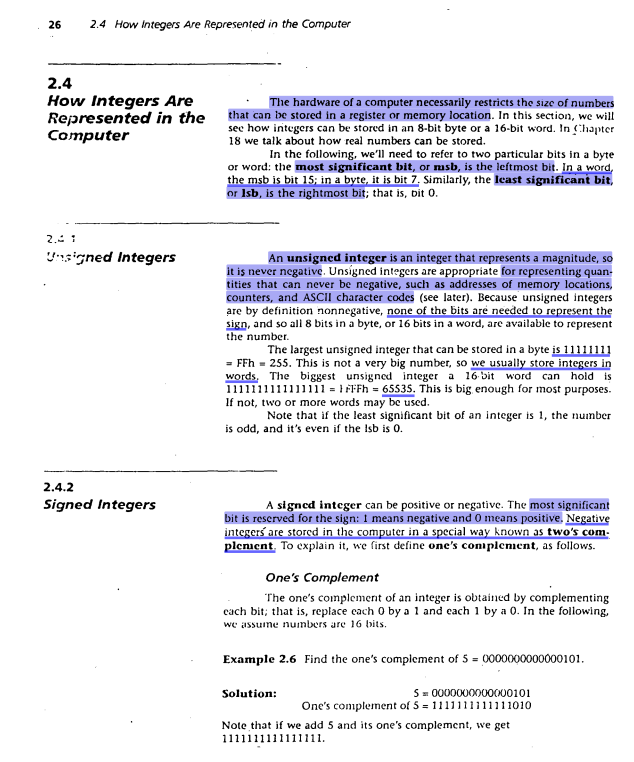 26 2.4 How Integers Are Represented in the Computer
2.4
How Integers Are
Represented in the
Computer
The hardware of a computer necessarily restricts the size of numbers
that can be stored in a register or memory location. In this section, we will
see how integers can be stored in an 8-bit byte or a 16-bit word. In Chapter
18 we talk about how real numbers can be stored.
In the following, we'll need to refer to two particular bits in a byte
or word: the most significant bit, or msb, is the leftmost bit. In a word,
the msb is bit 15; in a byte, it is bit 7. Similarly, the least significant bit,
or lsb, is the rightmost bit; that is, bit 0.
2.4.1
Unsigned Integers
An unsigned integer is an integer that represents a magnitude, so
it is never negative. Unsigned integers are appropriate for representing quan-
tities that can never be negative, such as addresses of memory locations,
counters, and ASCII character codes (see later). Because unsigned integers
are by definition nonnegative, none of the bits are needed to represent the
sign, and so all 8 bits in a byte, or 16 bits in a word, are available to represent
the number.
The largest unsigned integer that can be stored in a byte is 11111111
= FFh = 255. This is not a very big number, so we usually store integers in
words. The biggest unsigned integer a 16-bit word can hold is
1111111111111111 = FFFFh = 65535. This is big enough for most purposes.
If not, two or more words may be used.
Note that if the least significant bit of an integer is 1, the number
is odd, and it's even if the lsb is 0.
2.4.2
Signed Integers
A signed integer can be positive or negative. The most significant
bit is reserved for the sign: 1 means negative and 0 means positive. Negative
integers are stored in the computer in a special way known as two's com-
plement. To explain it, we first define one's complement, as follows.
One's Complement
The one's complement of an integer is obtained by complementing
each bit; that is, replace each 0 by a 1 and each 1 by a 0. In the following,
we assume numbers are 16 bits.
Example 2.6 Find the one's complement of 5 = 0000000000000101.
Solution: 5 = 0000000000000101
One's complement of 5 = 1111111111111010
Note that if we add 5 and its one's complement, we get
1111111111111111.